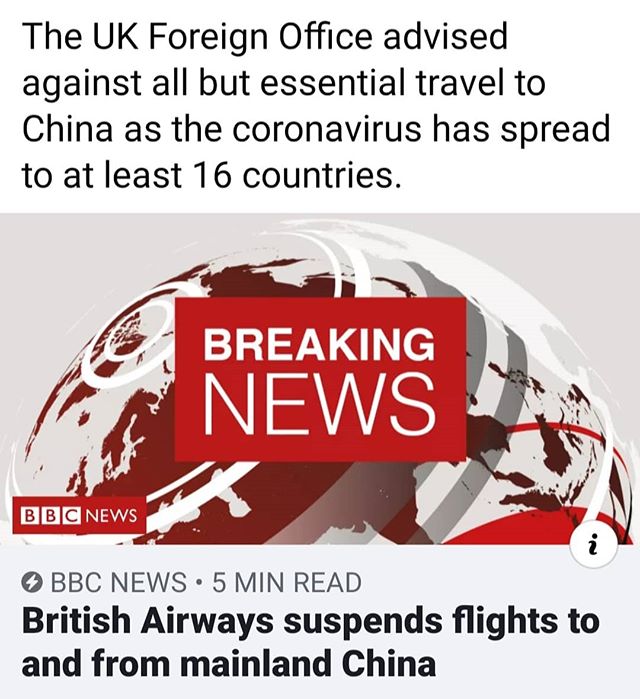 The UK Foreign Office advised
against all but essential travel to
China as the coronavirus has spread
to at least 16 countries.
BREAKING
NEWS
BBC NEWS
i
BBC NEWS • 5 MIN READ
British Airways suspends flights to
and from mainland China